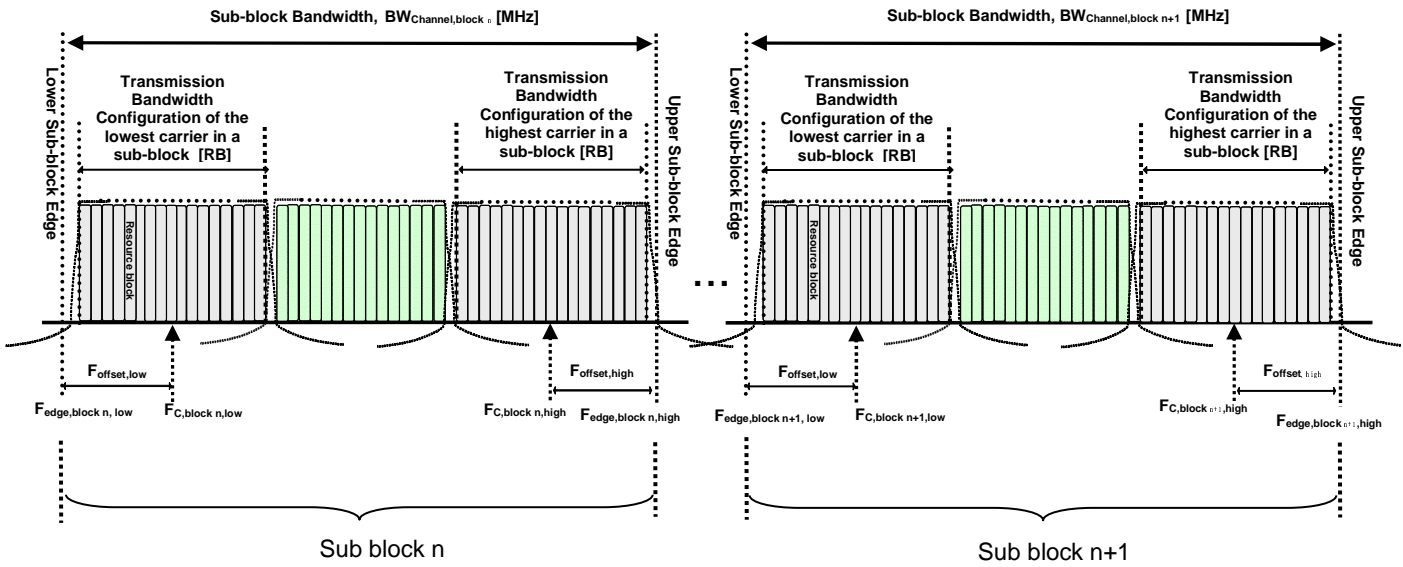 Sub-block Bandwidth, BWChannel,block n [MHz]
Lower Sub-block Edge
Transmission
Bandwidth
Configuration of the
lowest carrier in a
sub-block [RB]
Transmission
Bandwidth
Configuration of the
highest carrier in a
sub-block [RB]
Upper Sub-block Edge
Resource block
Foffset,low
Foffset,high
Fedge,block n, low
FC,block n,low
FC,block n,high
Fedge,block n,high
Sub block n
...
Sub-block Bandwidth, BWChannel,block n+1 [MHz]
Lower Sub-block Edge
Transmission
Bandwidth
Configuration of the
lowest carrier in a
sub-block [RB]
Transmission
Bandwidth
Configuration of the
highest carrier in a
sub-block [RB]
Upper Sub-block Edge
Resource block
Foffset,low
Foffset, high
Fedge,block n+1, low
FC,block n+1,low
FC,block n+1,high
Fedge,block n+1,high
Sub block n+1